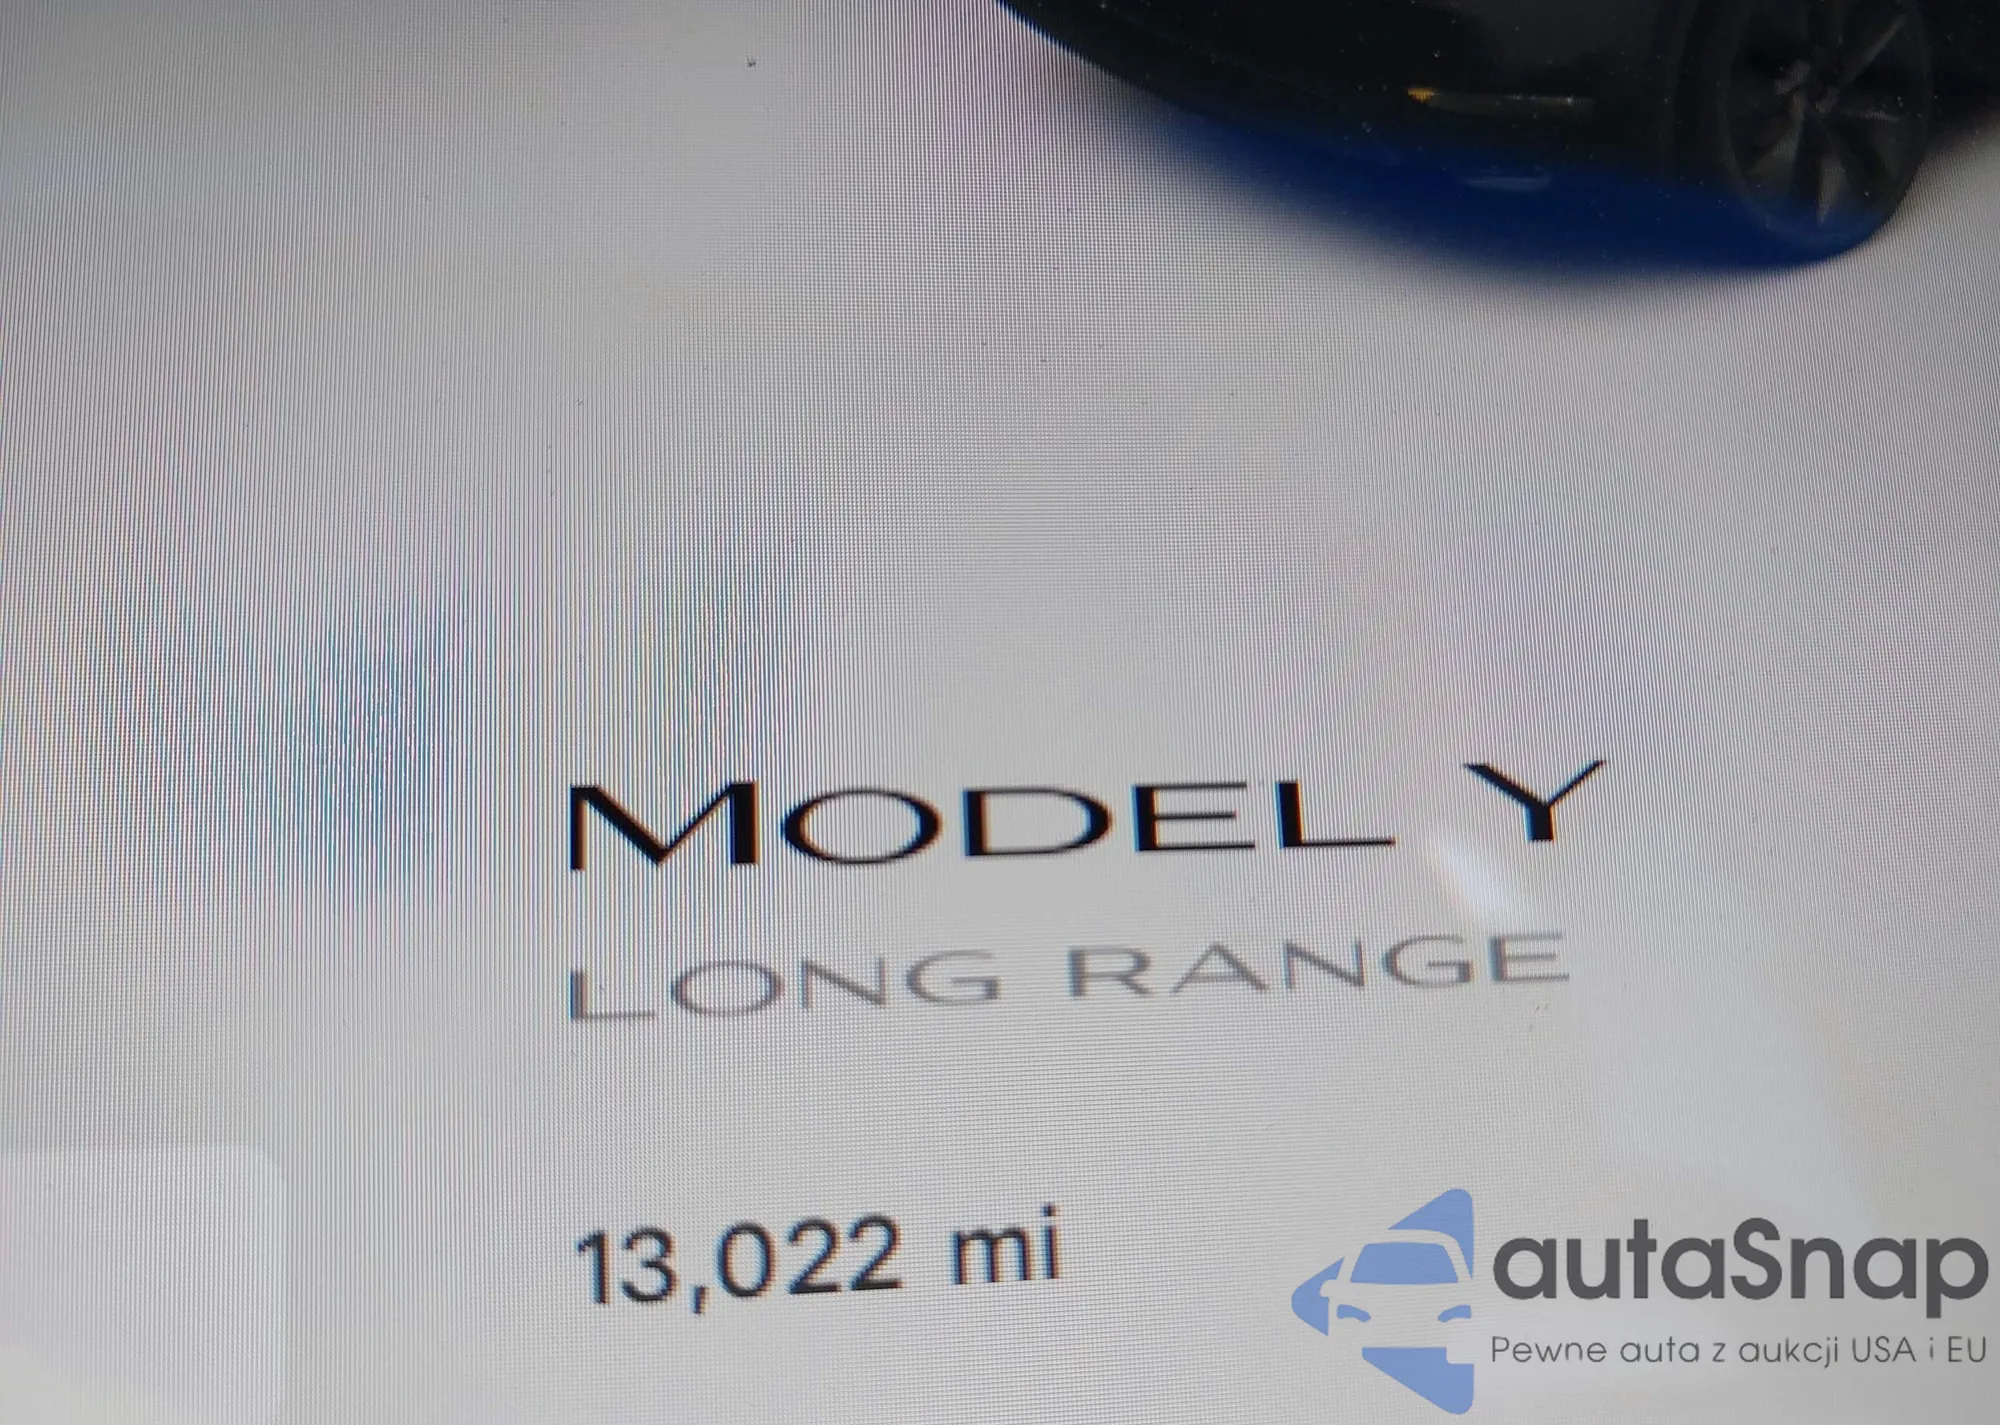 MODEL Y
LONG RANGE
13,022 mi
autaSnap
Pewne auta z aukcji USA i EU